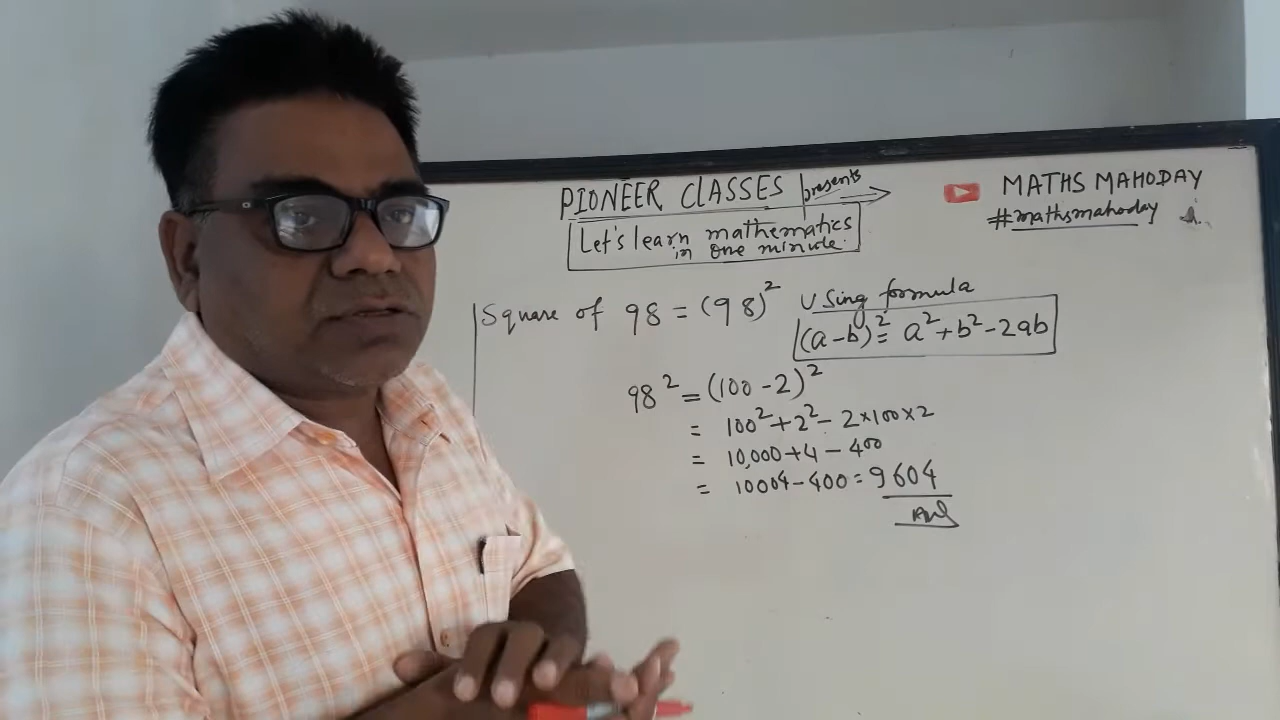 PIONEER CLASSES presents
MATHS MAHODAY
#mathsmahoday
Let's learn mathematics
in one minute.
Square of 98 = (98)² Using formula
(a-b)² = a² + b² - 2ab
98² = (100 - 2)²
= 100² + 2² - 2×100×2
= 10,000 + 4 - 400
= 10004 - 400 = 9604
Ans